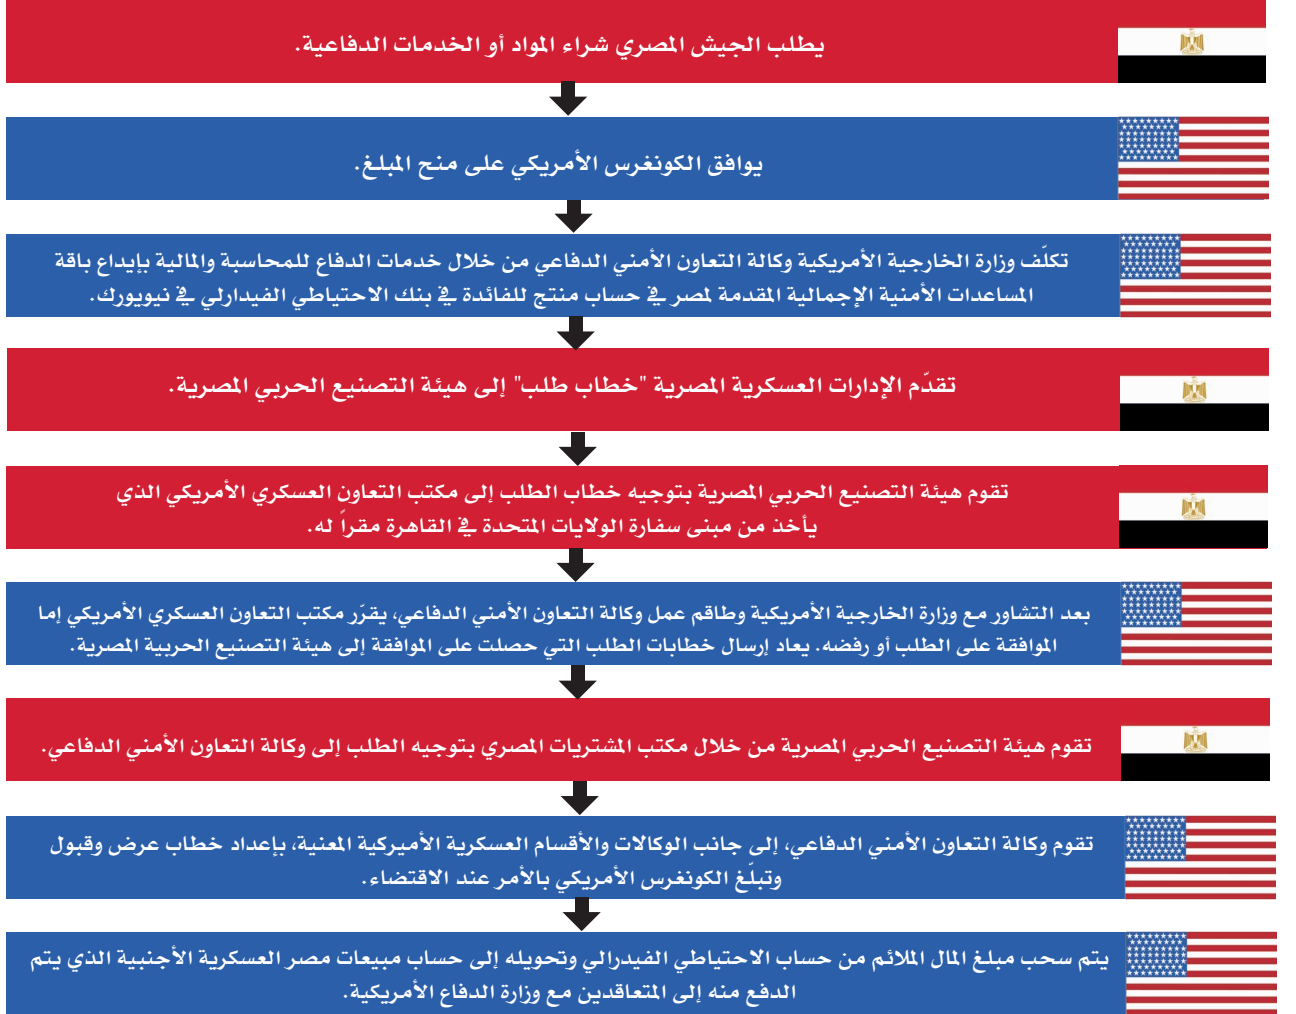 يطلب الجيش المصري شراء المواد أو الخدمات الدفاعية.
يوافق الكونغرس الأمريكي على منح المبلغ.
تكلّف وزارة الخارجية الأمريكية وكالة التعاون الأمني الدفاعي من خلال خدمات الدفاع للمحاسبة والمالية بإيداع باقة
المساعدات الأمنية الإجمالية المقدمة لمصر في حساب منتج للفائدة في بنك الاحتياطي الفيدارلي في نيويورك.
تقدّم الإدارات العسكرية المصرية "خطاب طلب" إلى هيئة التصنيع الحربي المصرية.
تقوم هيئة التصنيع الحربي المصرية بتوجيه خطاب الطلب إلى مكتب التعاون العسكري الأمريكي الذي
يأخذ من مبنى سفارة الولايات المتحدة في القاهرة مقراً له.
بعد التشاور مع وزارة الخارجية الأمريكية وطاقم عمل وكالة التعاون الأمني الدفاعي، يقرّر مكتب التعاون العسكري الأمريكي إما
الموافقة على الطلب أو رفضه. يعاد إرسال خطابات الطلب التي حصلت على الموافقة إلى هيئة التصنيع الحربية المصرية.
تقوم هيئة التصنيع الحربي المصرية من خلال مكتب المشتريات المصري بتوجيه الطلب إلى وكالة التعاون الأمني الدفاعي.
تقوم وكالة التعاون الأمني الدفاعي، إلى جانب الوكالات والأقسام العسكرية الأميركية المعنية، بإعداد خطاب عرض وقبول
وتبلّغ الكونغرس الأمريكي بالأمر عند الاقتضاء.
يتم سحب مبلغ المال الملائم من حساب الاحتياطي الفيدرالي وتحويله إلى حساب مبيعات مصر العسكرية الأجنبية الذي يتم
الدفع منه إلى المتعاقدين مع وزارة الدفاع الأمريكية.